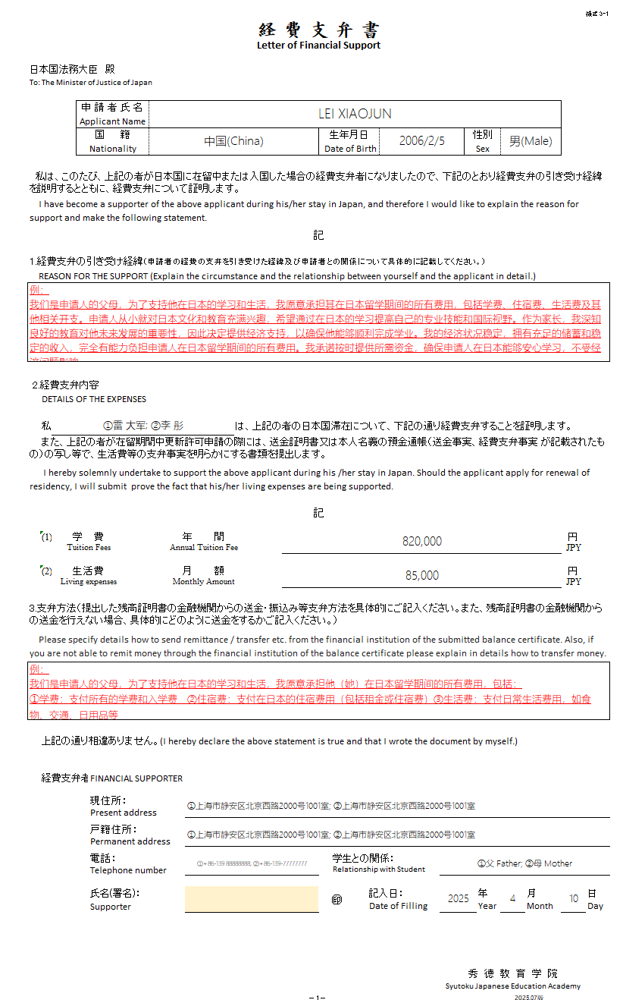 様式 3-1
経費支弁書
Letter of Financial Support
日本国法務大臣 殿
To: The Minister of Justice of Japan
申請者氏名
Applicant Name
LEI XIAOJUN
国 籍
Nationality
中国(China)
生年月日
Date of Birth
2006/2/5
性別
Sex
男(Male)
私は、このたび、上記の者が日本国に在留中または入国した場合の経費支弁者になりましたので、下記のとおり経費支弁の引き受け経緯
を説明するとともに、経費支弁について証明します。
I have become a supporter of the above applicant during his/her stay in Japan, and therefore I would like to explain the reason for
support and make the following statement.
記
1.経費支弁の引き受け経緯(申請者の経費の支弁を引き受けた経緯及び申請者との関係について具体的に記載してください。)
REASON FOR THE SUPPORT (Explain the circumstance and the relationship between yourself and the applicant in detail.)
例：
我们是申请人的父母，为了支持他在日本的学习和生活，我愿意承担其在日本留学期间的所有费用，包括学费、住宿费、生活费及其
他相关开支。申请人从小就对日本文化和教育充满兴趣，希望通过在日本的学习提高自己的专业技能和国际视野。作为家长，我深知
良好的教育对他未来发展的重要性，因此决定提供经济支持，以确保他能够顺利完成学业。我的经济状况稳定，拥有充足的储蓄和稳
定的收入，完全有能力负担申请人在日本留学期间的所有费用。我承诺按时提供所需资金，确保申请人在日本能够安心学习，不受经
2.経費支弁内容
DETAILS OF THE EXPENSES
私 ①雷 大军; ②李 彤 は、上記の者の日本国滞在について、下記の通り経費支弁することを証明します。
また、上記の者が在留期間中更新許可申請の際には、送金証明書又は本人名義の預金通帳(送金事実、経費支弁事実 が記載されたも
の)の写し等で、生活費等の支弁事実を明らかにする書類を提出します。
I hereby solemnly undertake to support the above applicant during his /her stay in Japan. Should the applicant apply for renewal of
residency, I will submit prove the fact that his/her living expenses are being supported.
記
(1) 学 費 年 間 820,000 円
Tuition Fees Annual Tuition Fee JPY
(2) 生活費 月 額 85,000 円
Living expenses Monthly Amount JPY
3.支弁方法(提出した残高証明書の金融機関からの送金・振込み等支弁方法を具体的にご記入ください。また、残高証明書の金融機関か
らの送金を行えない場合、具体的にどのように送金をするかご記入ください。)
Please specify details how to send remittance / transfer etc. from the financial institution of the submitted balance certificate. Also, if
you are not able to remit money through the financial institution of the balance certificate please explain in details how to transfer money.
例：
我们是申请人的父母，为了支持他在日本的学习和生活，我愿意承担他（她）在日本留学期间的所有费用，包括：
①学费：支付所有的学费和入学费 ②住宿费：支付在日本的住宿费用（包括租金或住宿费）③生活费：支付日常生活费用，如食
物、交通、日用品等
上記の通り相違ありません。(I hereby declare the above statement is true and that I wrote the document by myself.)
経費支弁者 FINANCIAL SUPPORTER
現住所：
Present address
①上海市静安区北京西路2000号1001室; ②上海市静安区北京西路2000号1001室
戸籍住所：
Permanent address
①上海市静安区北京西路2000号1001室; ②上海市静安区北京西路2000号1001室
電話：
Telephone number
①+86-139 88888888; ②+86-139-77777777
学生との関係：
Relationship with Student
①父 Father; ②母 Mother
氏名(署名)：
Supporter
㊞
記入日：
Date of Filling
2025 年 4 月 10 日
Year Month Day
秀徳教育学院
Syutoku Japanese Education Academy
2025.07版
－1－